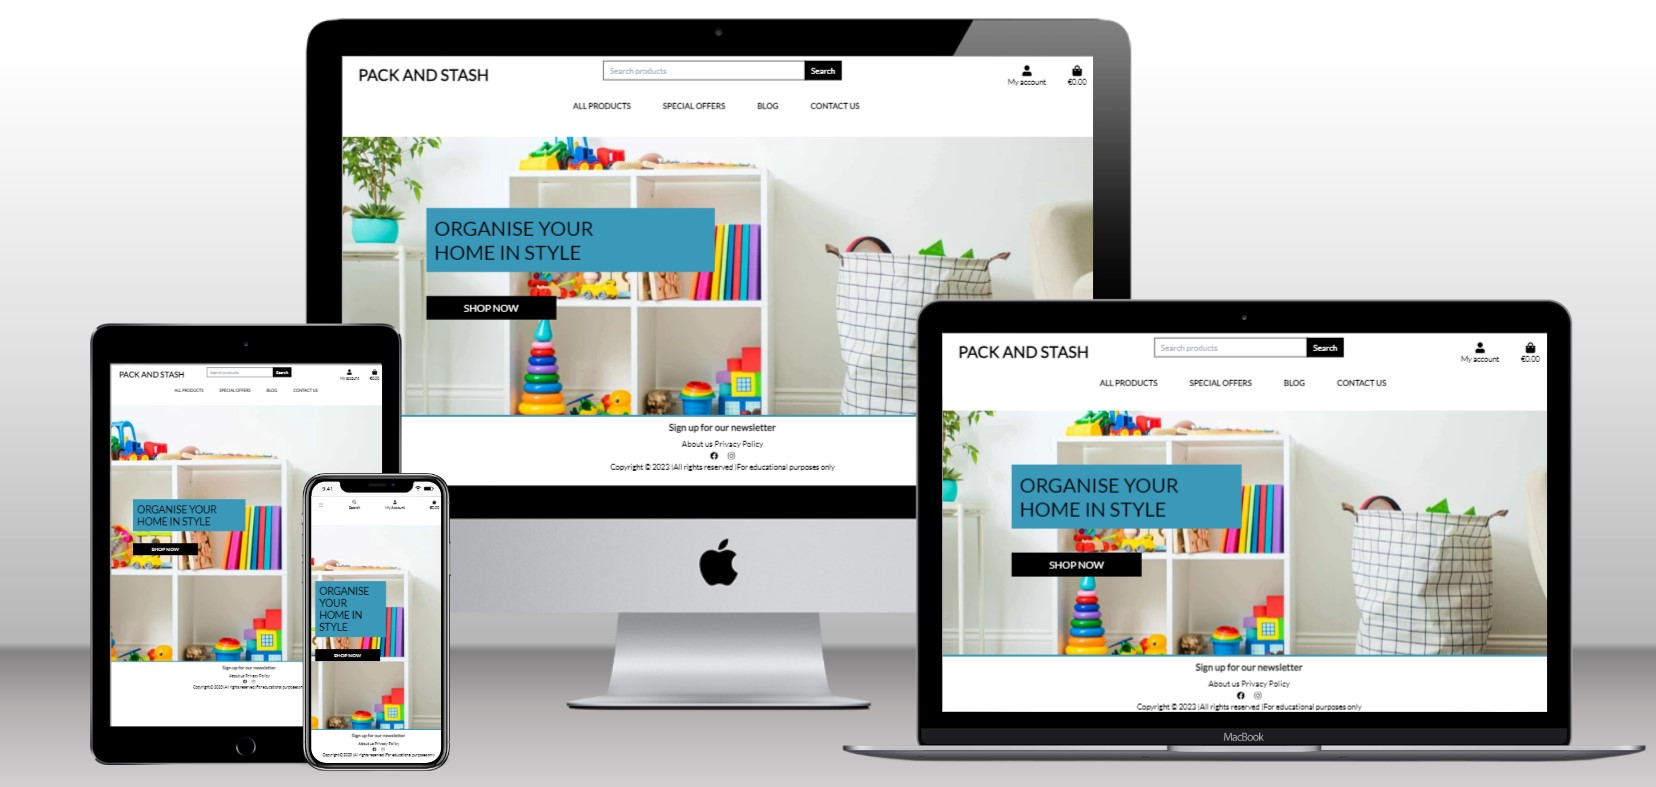 PACK AND STASH
Search products
Search
My account
€0.00
ALL PRODUCTS
SPECIAL OFFERS
BLOG
CONTACT US
ORGANISE YOUR
HOME IN STYLE
SHOP NOW
Sign up for our newsletter
About us Privacy Policy
Copyright © 2023 |All rights reserved |For educational purposes only
PACK AND STASH
Search products
Search
My account
€0.00
ALL PRODUCTS
SPECIAL OFFERS
BLOG
CONTACT US
ORGANISE YOUR
HOME IN STYLE
SHOP NOW
Sign up for our newsletter
About us Privacy Policy
Copyright © 2023 |All rights reserved |For educational purposes only
MacBook
PACK AND STASH
Search products
Search
My account
€0.00
ALL PRODUCTS
SPECIAL OFFERS
BLOG
CONTACT US
ORGANISE YOUR
HOME IN STYLE
SHOP NOW
Sign up for our newsletter
About us Privacy Policy
Copyright © 2023 |All rights reserved |For educational purposes
9:41
Search
My Account
€0.00
ORGANISE
YOUR
HOME IN
STYLE
SHOP NOW
Sign up for our newsletter
About us Privacy Policy
Copyright © 2023 |All rights reserved |For educational purposes only